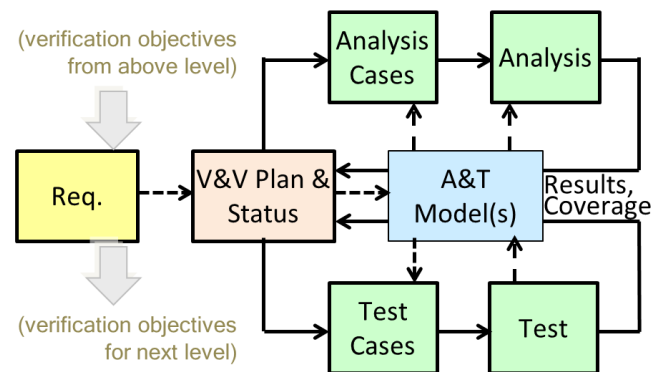 (verification objectives
from above level)
Analysis
Cases
Analysis
Req.
V&V Plan &
Status
A&T
Model(s)
Results,
Coverage
(verification objectives
for next level)
Test
Cases
Test